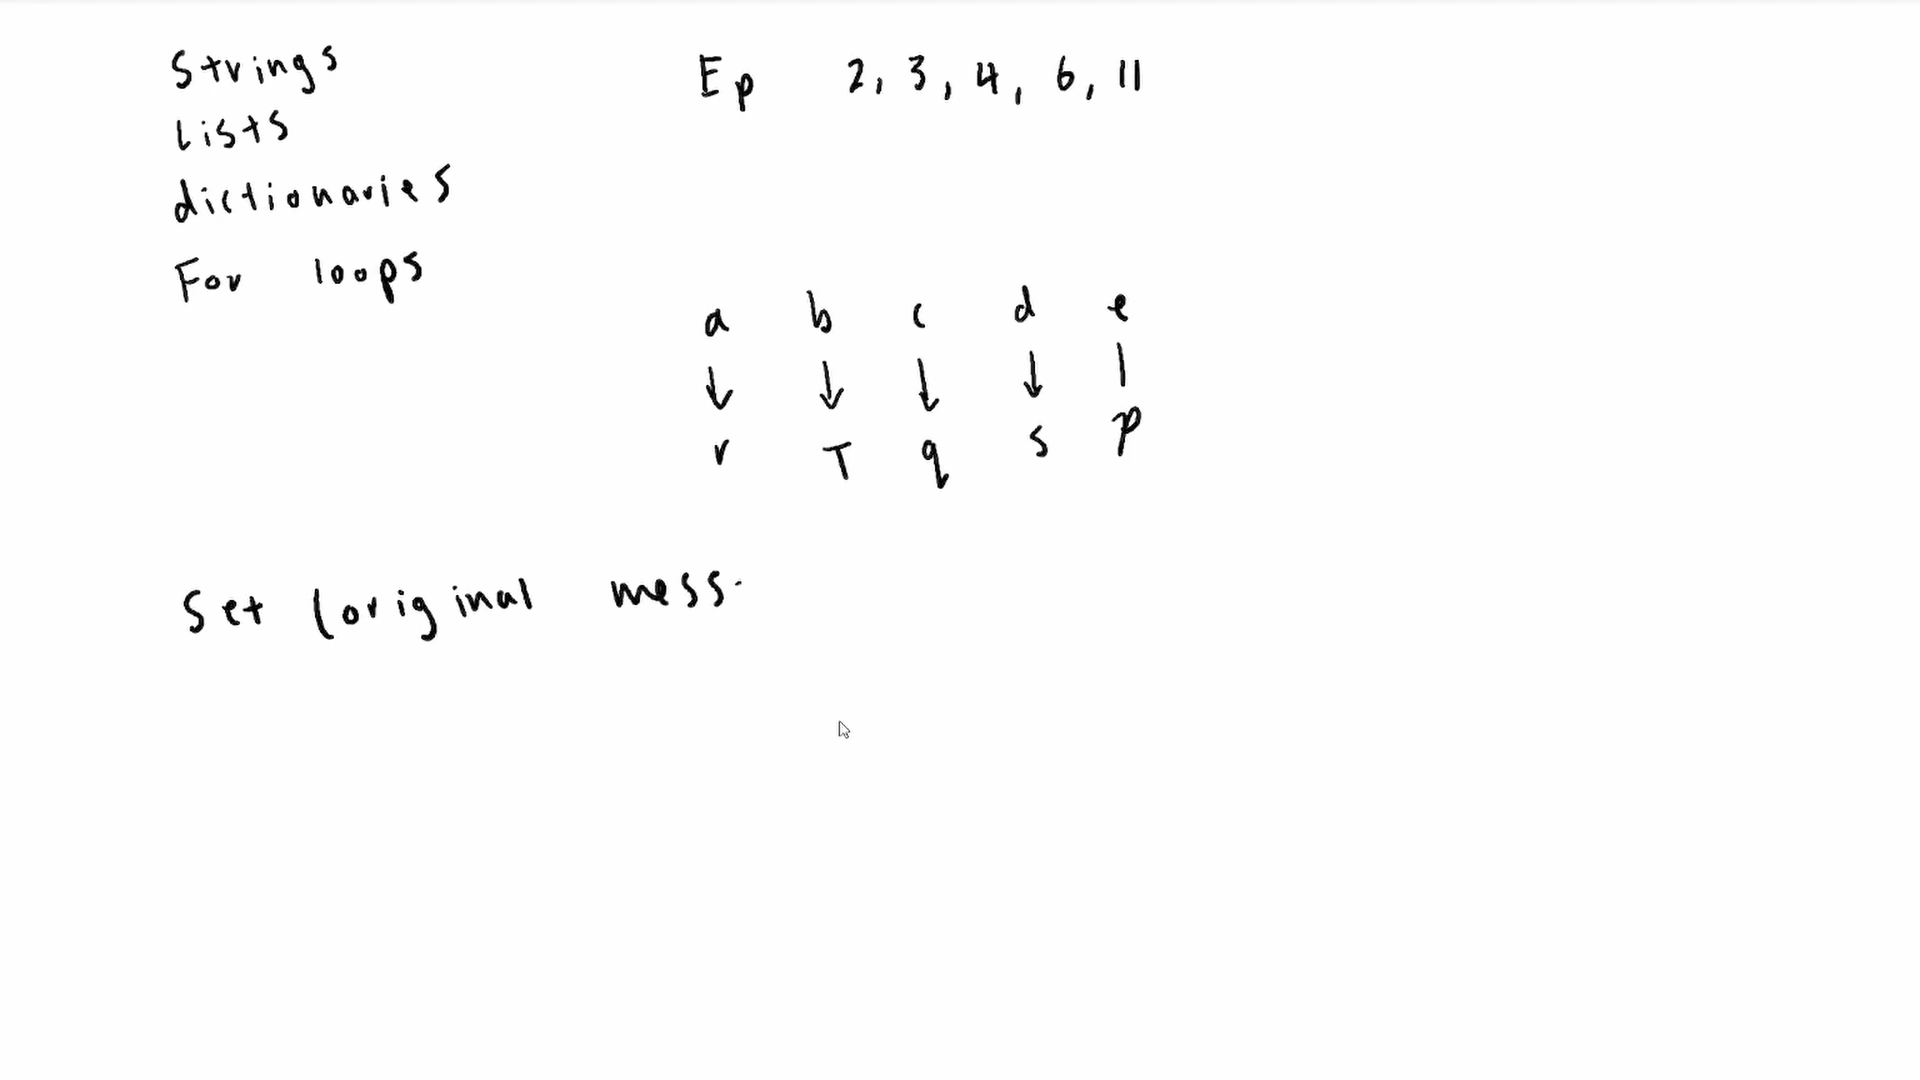 Strings
Lists
dictionaries
For loops
Ep 2, 3, 4, 6, 11
a b c d e
↓ ↓ ↓ ↓ |
r T q s p
Set (original mess.